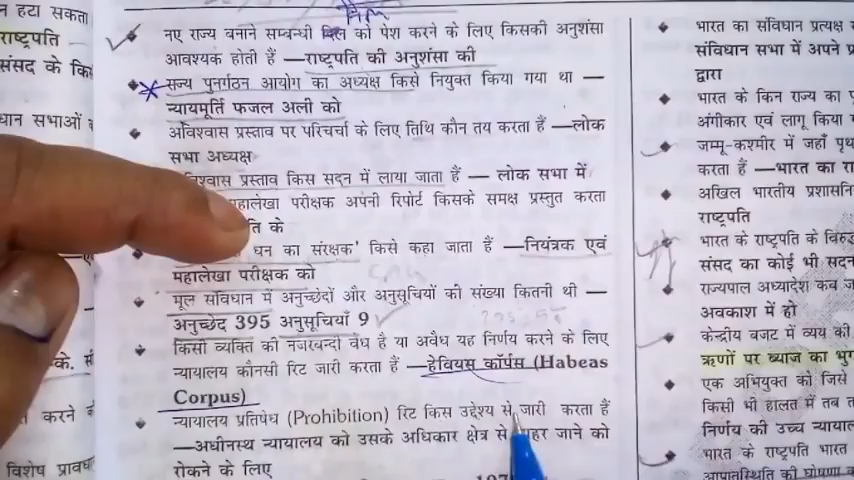 न हटा सकता
राष्ट्रपति
संसद के
धान सभाओं
के. सं
करने
विशेष
नए राज्य बनाने सम्बन्धी बिल को पेश करने के लिए किसकी अनुशंसा
आवश्यक होती हैं —राष्ट्रपति की अनुशंसा की
राज्य पुनर्गठन आयोग का अध्यक्ष किसे नियुक्त किया गया था —
न्यायमूर्ति फजल अली को
अविश्वास प्रस्ताव पर परिचर्चा के लिए तिथि कौन तय करता हैं —लोक
सभा अध्यक्ष
प्रस्ताव किस सदन में लाया जाता हैं — लोक सभा में
परीक्षक अपनी रिपोर्ट किसके समक्ष प्रस्तुत करता
के
धन का संरक्षक' किसे कहा जाता हैं —नियंत्रक एवं
महालेखा परीक्षक को
मूल संविधान में अनुच्छेदों और अनुसूचियों की संख्या कितनी थी —
अनुच्छेद 395 अनुसूचियाँ 9
किसी व्यक्ति की नजरबन्दी वैध है या अवैध यह निर्णय करने के लिए
न्यायालय कौनसी रिट जारी करता हैं —हेवियस कॉर्पस (Habeas
Corpus)
न्यायालय प्रतिषेध (Prohibition) रिट किस उद्देश्य से जारी करता हैं
—अधीनस्थ न्यायालय को उसके अधिकार क्षेत्र से जाने को
रोकने के लिए
भारत का संविधान प्रत्यक्ष
संविधान सभा में अपने
द्वारा
भारत के किन राज्य का
अंगीकार एवं लागू किया
जम्मू-कश्मीर में जहाँ
करता है —भारत का
अखिल भारतीय
राष्ट्रपति
भारत के राष्ट्रपति के
संसद का कोई भी
राज्यपाल अध्यादेश कब
अवकाश में हो
केन्द्रीय बजट में व्यय की
ऋणों पर ब्याज का
एक अभियुक्त को जिसे
किसी भी हालत में तब
निर्णय की उच्च
भारत के राष्ट्रपति भारत
की घोषणा